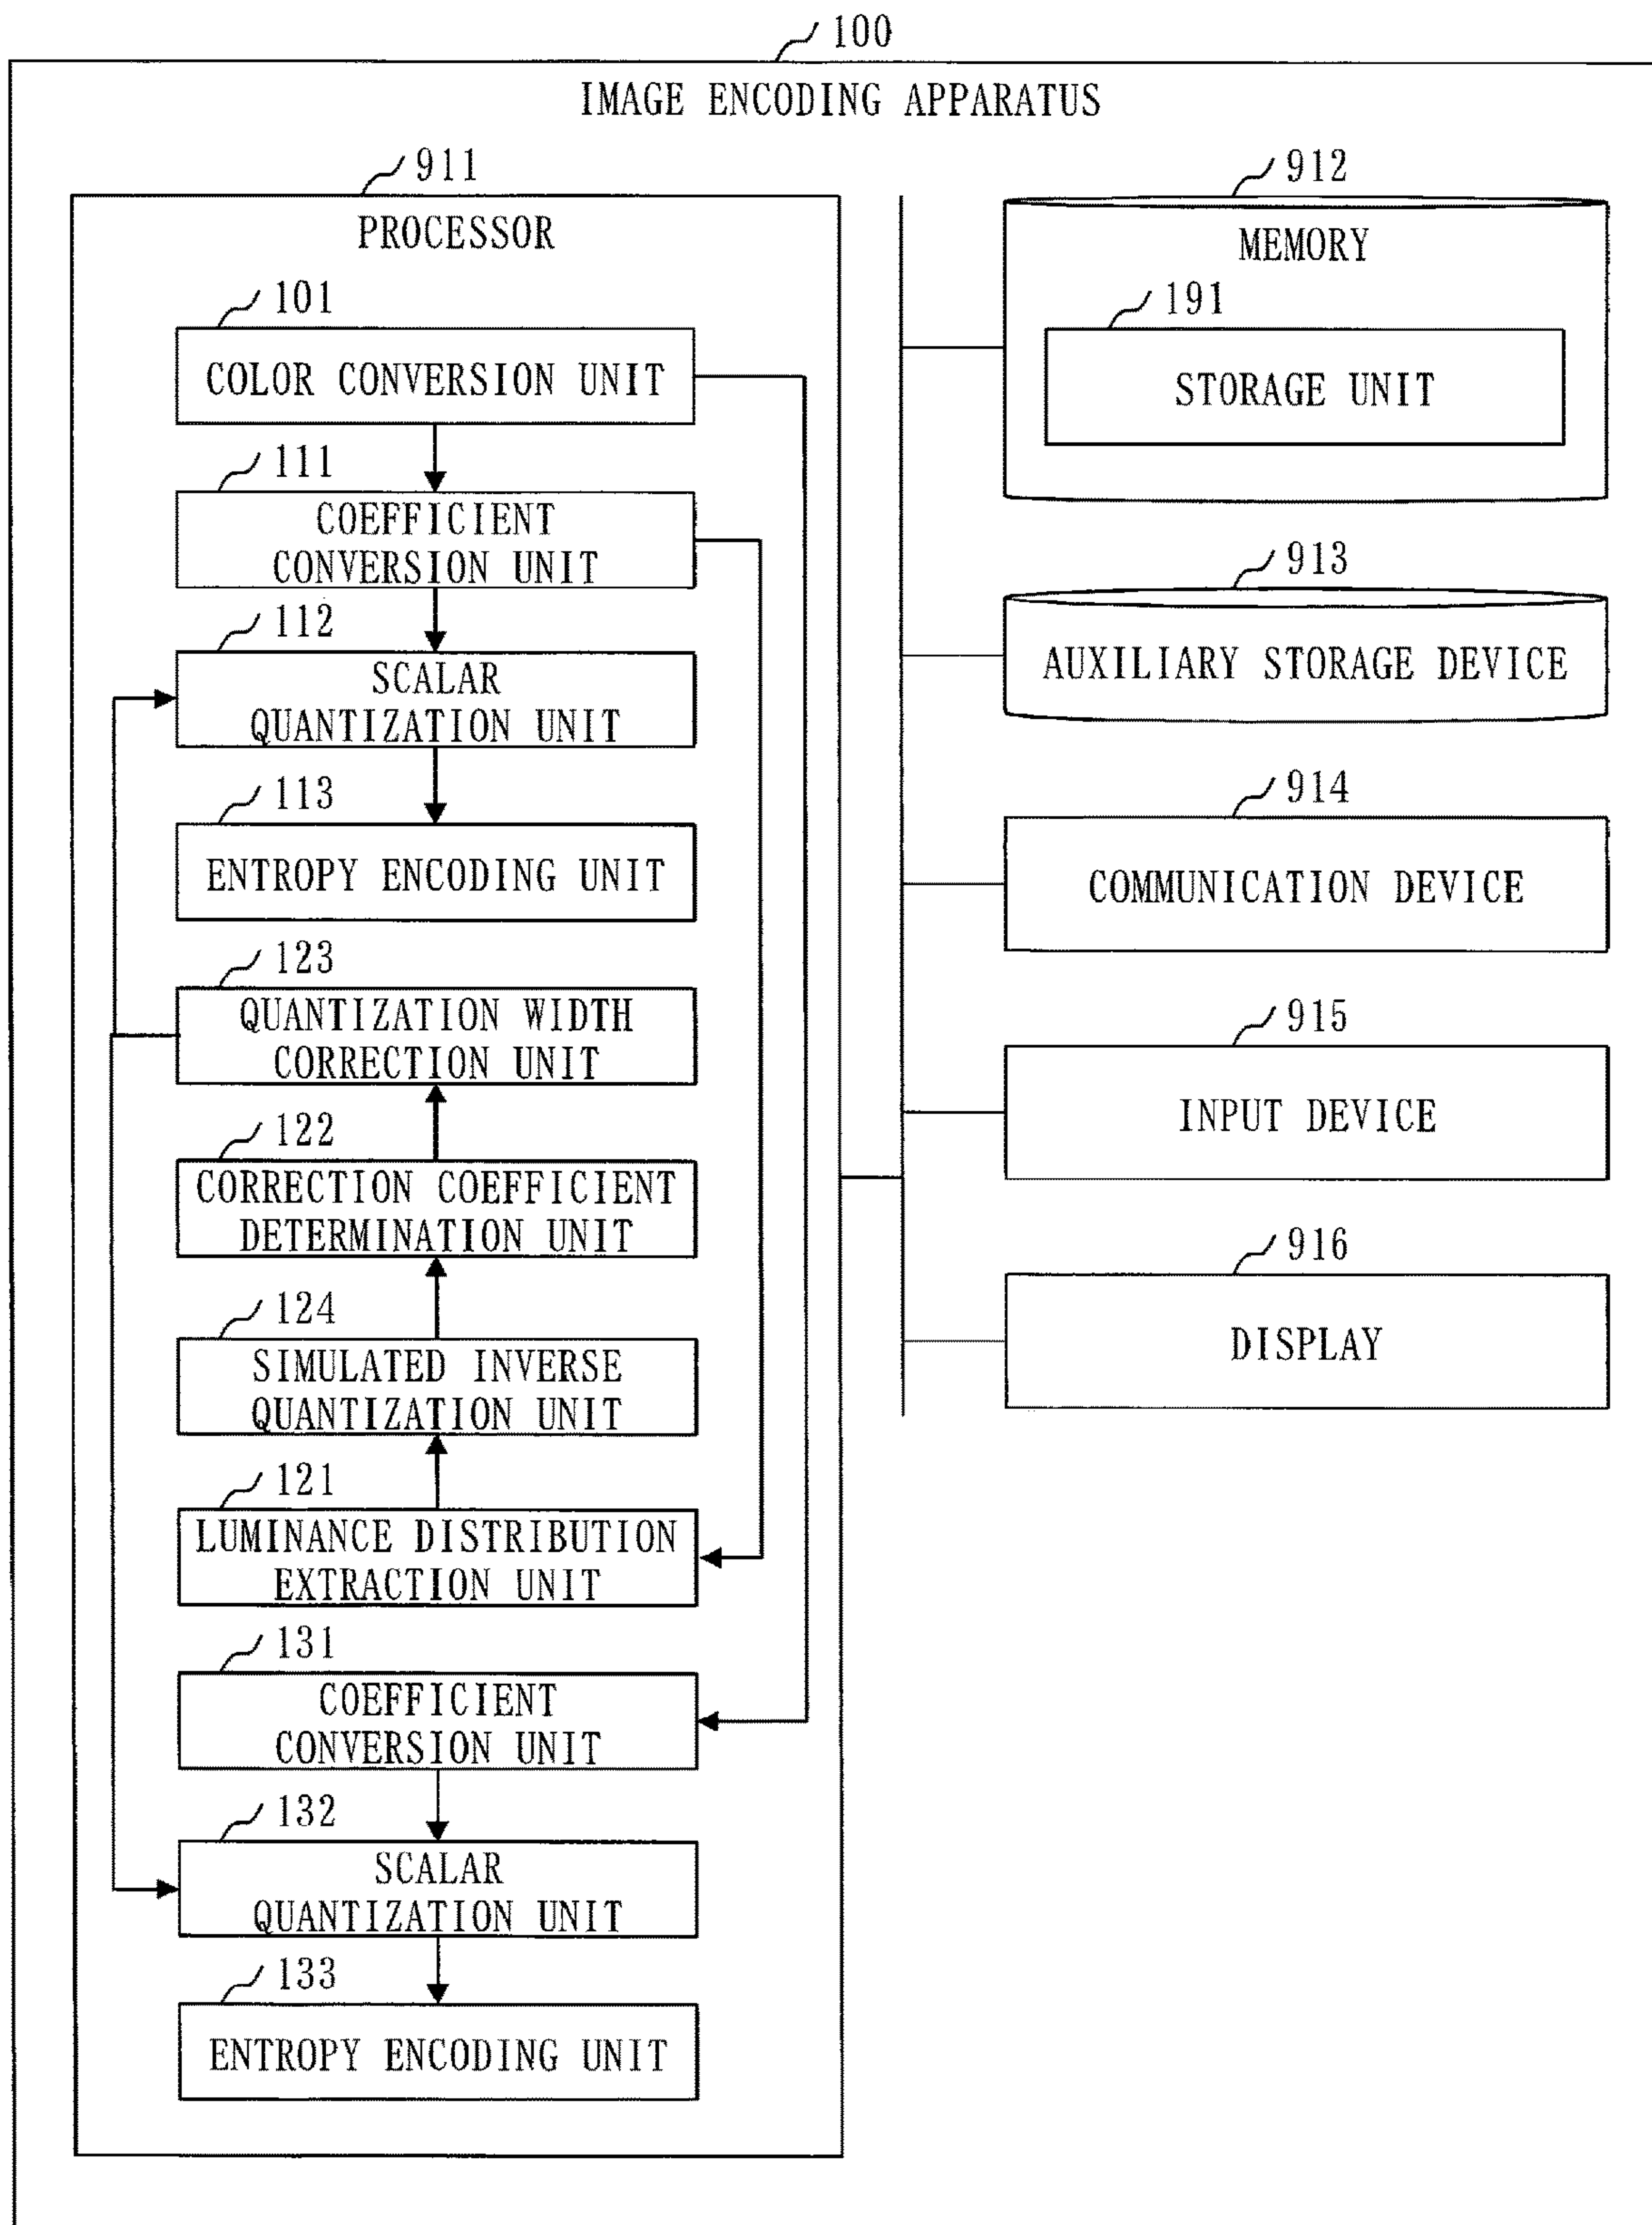 100
IMAGE ENCODING APPARATUS
911
PROCESSOR
101
COLOR CONVERSION UNIT
111
COEFFICIENT
CONVERSION UNIT
112
SCALAR
QUANTIZATION UNIT
113
ENTROPY ENCODING UNIT
123
QUANTIZATION WIDTH
CORRECTION UNIT
122
CORRECTION COEFFICIENT
DETERMINATION UNIT
124
SIMULATED INVERSE
QUANTIZATION UNIT
121
LUMINANCE DISTRIBUTION
EXTRACTION UNIT
131
COEFFICIENT
CONVERSION UNIT
132
SCALAR
QUANTIZATION UNIT
133
ENTROPY ENCODING UNIT
912
MEMORY
191
STORAGE UNIT
913
AUXILIARY STORAGE DEVICE
914
COMMUNICATION DEVICE
915
INPUT DEVICE
916
DISPLAY